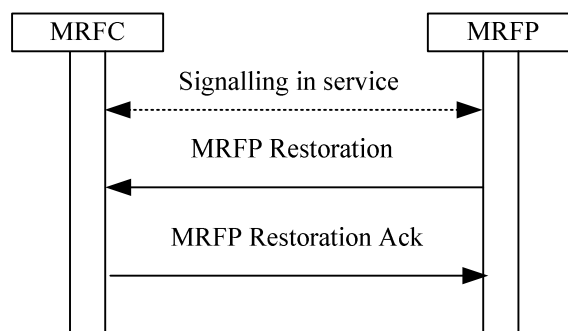 MRFC
MRFP
Signalling in service
MRFP Restoration
MRFP Restoration Ack